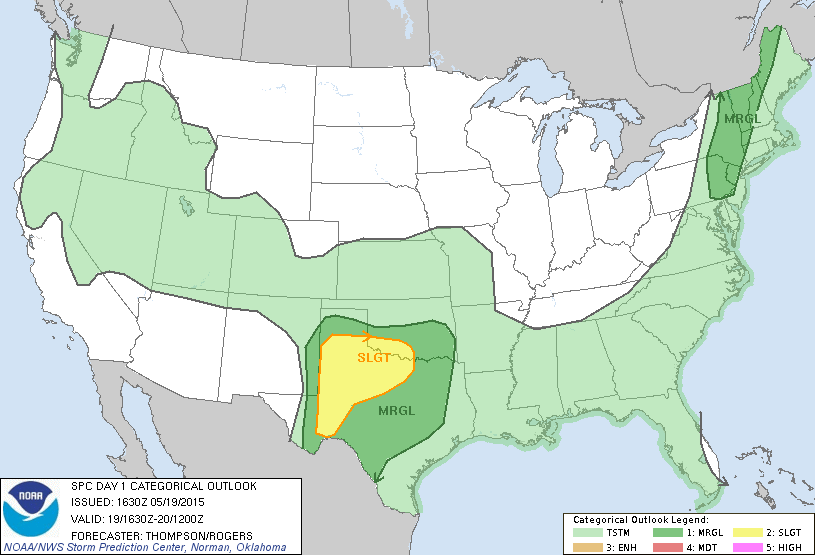 MRGL
SLGT
MRGL
NOAA
SPC DAY 1 CATEGORICAL OUTLOOK
ISSUED: 1630Z 05/19/2015
VALID: 19/1630Z-20/1200Z
FORECASTER: THOMPSON/ROGERS
NOAA/NWS Storm Prediction Center, Norman, Oklahoma
Categorical Outlook Legend:
TSTM 1: MRGL 2: SLGT
3: ENH 4: MDT 5: HIGH